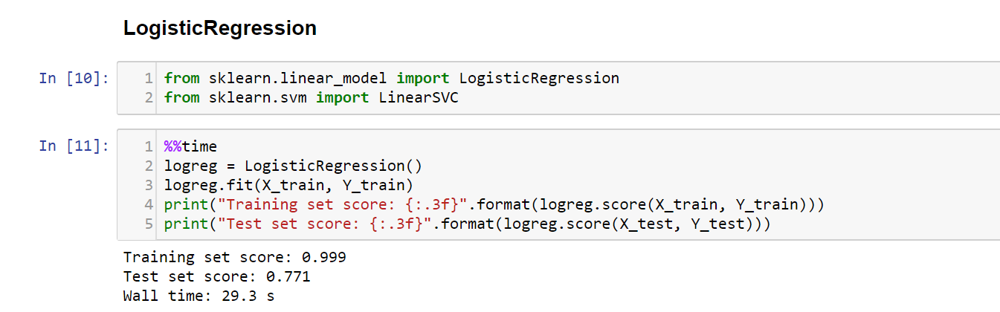 LogisticRegression
In [10]:
1 from sklearn.linear_model import LogisticRegression
2 from sklearn.svm import LinearSVC
In [11]:
1 %%time
2 logreg = LogisticRegression()
3 logreg.fit(X_train, Y_train)
4 print("Training set score: {:.3f}".format(logreg.score(X_train, Y_train)))
5 print("Test set score: {:.3f}".format(logreg.score(X_test, Y_test)))
Training set score: 0.999
Test set score: 0.771
Wall time: 29.3 s